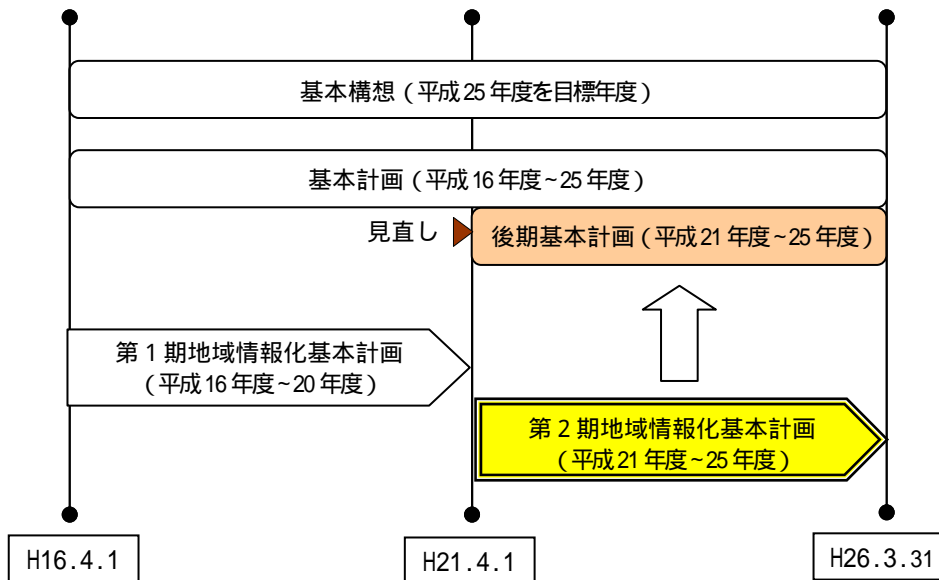 基本構想（平成25年度を目標年度）
基本計画（平成16年度~25年度）
見直し
後期基本計画（平成21年度~25年度）
第1期地域情報化基本計画
（平成16年度~20年度）
第2期地域情報化基本計画
（平成21年度~25年度）
H16.4.1
H21.4.1
H26.3.31